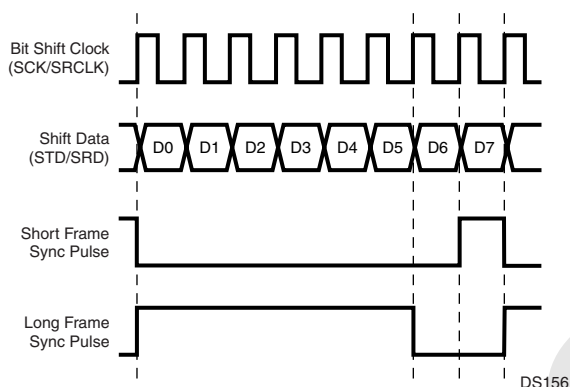 Bit Shift Clock
(SCK/SRCLK)
Shift Data
(STD/SRD)
D0 D1 D2 D3 D4 D5 D6 D7
Short Frame
Sync Pulse
Long Frame
Sync Pulse
DS156